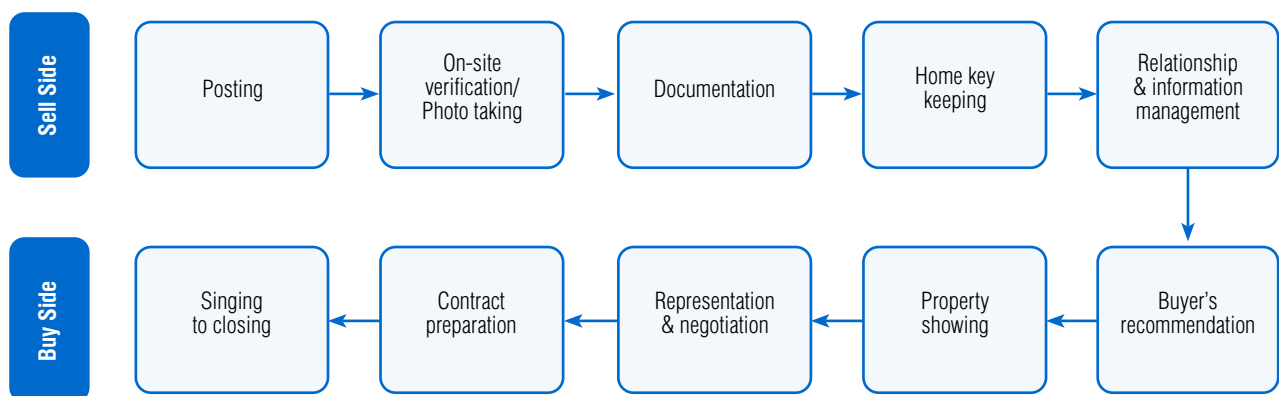 Sell Side
Posting
On-site
verification/
Photo taking
Documentation
Home key
keeping
Relationship
& information
management
Buy Side
Singing
to closing
Contract
preparation
Representation
& negotiation
Property
showing
Buyer's
recommendation